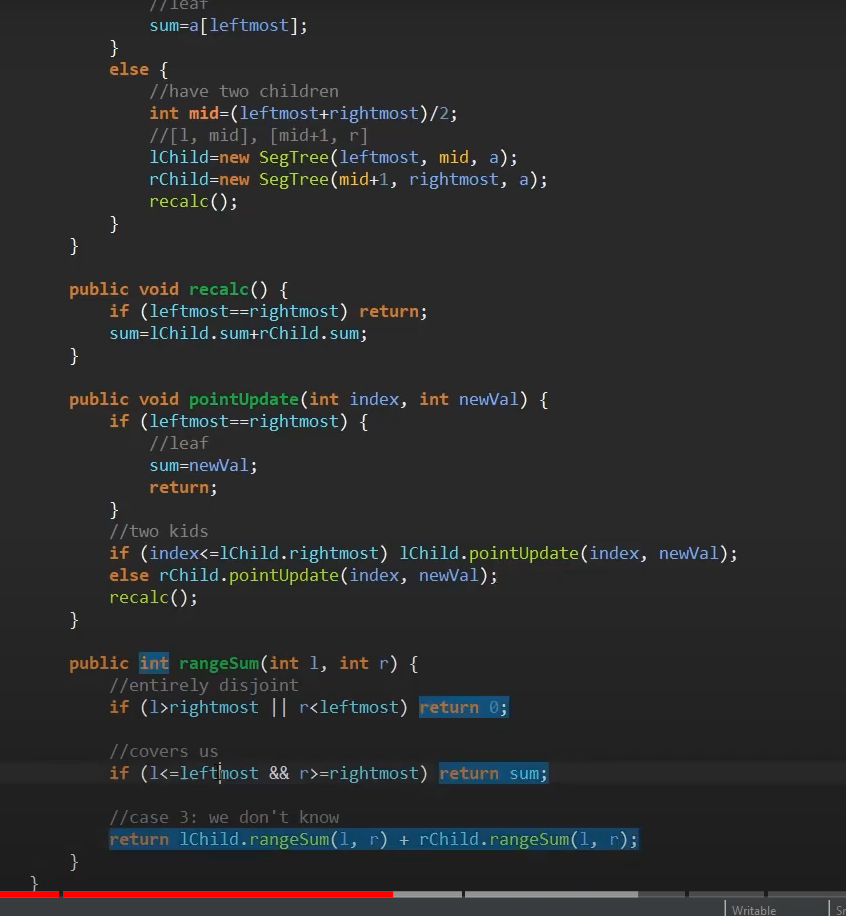 //leaf
sum=a[leftmost];
}
else {
//have two children
int mid=(leftmost+rightmost)/2;
//[l, mid], [mid+1, r]
lChild=new SegTree(leftmost, mid, a);
rChild=new SegTree(mid+1, rightmost, a);
recalc();
}
}
public void recalc() {
if (leftmost==rightmost) return;
sum=lChild.sum+rChild.sum;
}
public void pointUpdate(int index, int newVal) {
if (leftmost==rightmost) {
//leaf
sum=newVal;
return;
}
//two kids
if (index<=lChild.rightmost) lChild.pointUpdate(index, newVal);
else rChild.pointUpdate(index, newVal);
recalc();
}
public int rangeSum(int l, int r) {
//entirely disjoint
if (l>rightmost || r<leftmost) return 0;
//covers us
if (l<=leftmost && r>=rightmost) return sum;
//case 3: we don't know
return lChild.rangeSum(l, r) + rChild.rangeSum(l, r);
}
}
Writable